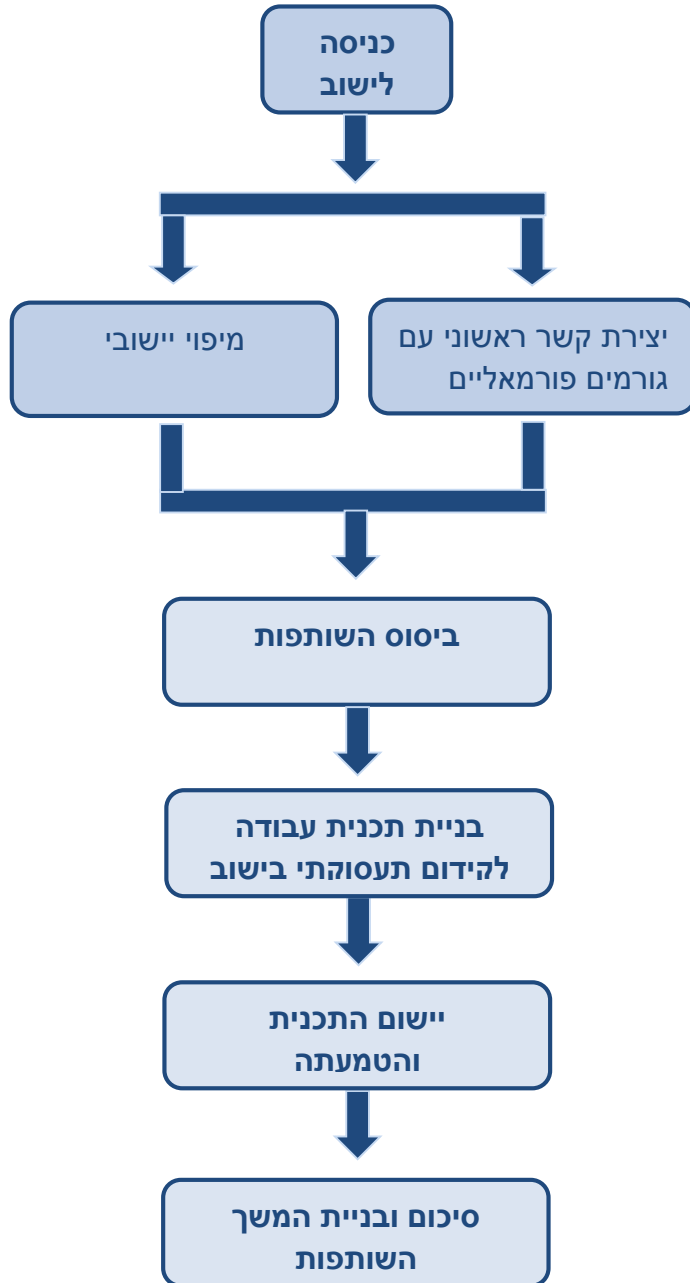 כניסה
לישוב
יצירת קשר ראשוני עם
גורמים פורמאליים
מיפוי יישובי
ביסוס השותפות
בניית תכנית עבודה
לקידום תעסוקתי בישוב
יישום התכנית
והטמעתה
סיכום ובניית המשך
השותפות